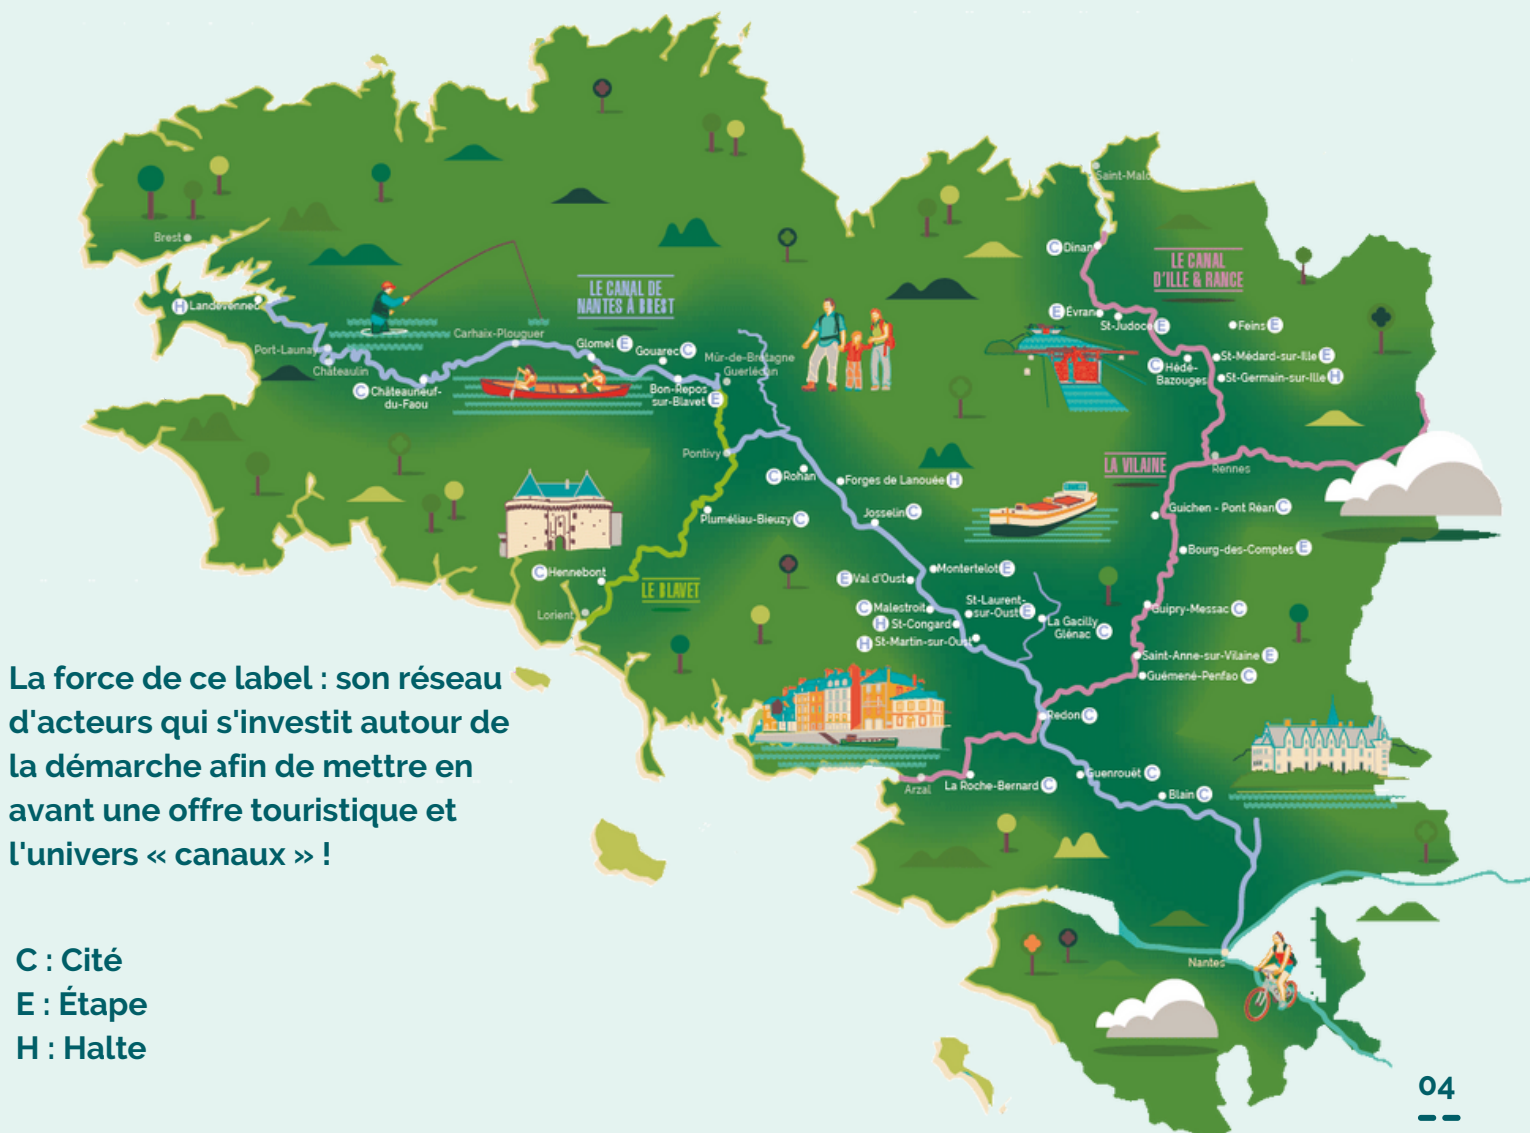 Saint-Malo
Brest
C Dinan
LE CANAL
D'ILLE & RANCE
LE CANAL DE
NANTES À BREST
H Landévennec
E Évran
St-Judoce E
Feins E
Carhaix-Plouguer
Port-Launay
Châteaulin
Glomel E
Gouarec C
Mûr-de-Bretagne
Guerlédan
C Hédé-
Bazouges
St-Médard-sur-Ille E
St-Germain-sur-Ille H
C Châteauneuf-
du-Faou
Bon-Repos
sur-Blavet E
Pontivy
LA VILAINE
Rennes
C Rohan
Forges de Lanouée H
Josselin C
Pluméliau-Bieuzy C
Guichen - Pont Réan C
Bourg-des-Comptes E
C Hennebont
LE BLAVET
Lorient
E Val d'Oust
Montertelot E
C Malestroit
H St-Congard
H St-Martin-sur-Oust
St-Laurent-
sur-Oust E
La Gacilly
Glénac C
Guipry-Messac C
Saint-Anne-sur-Vilaine E
Guémené-Penfao C
Redon C
Arzal
La Roche-Bernard C
Guenrouët C
Blain C
Nantes
La force de ce label : son réseau
d'acteurs qui s'investit autour de
la démarche afin de mettre en
avant une offre touristique et
l'univers « canaux » !
C : Cité
E : Étape
H : Halte
04